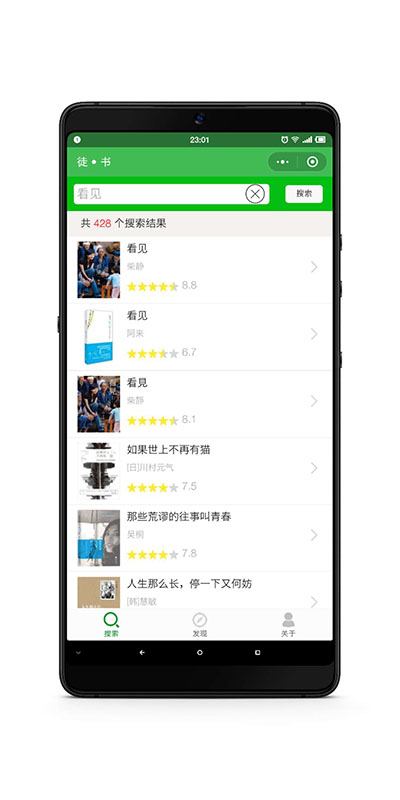 23:01
徒 • 书
看见
搜索
共 428 个搜索结果
看见
柴静
8.8
看见
阿来
6.7
看見
柴静
8.1
如果世上不再有猫
[日]川村元气
7.5
那些荒谬的往事叫青春
吴桐
7.8
人生那么长，停一下又何妨
[韩]慧敏
搜索
发现
关于